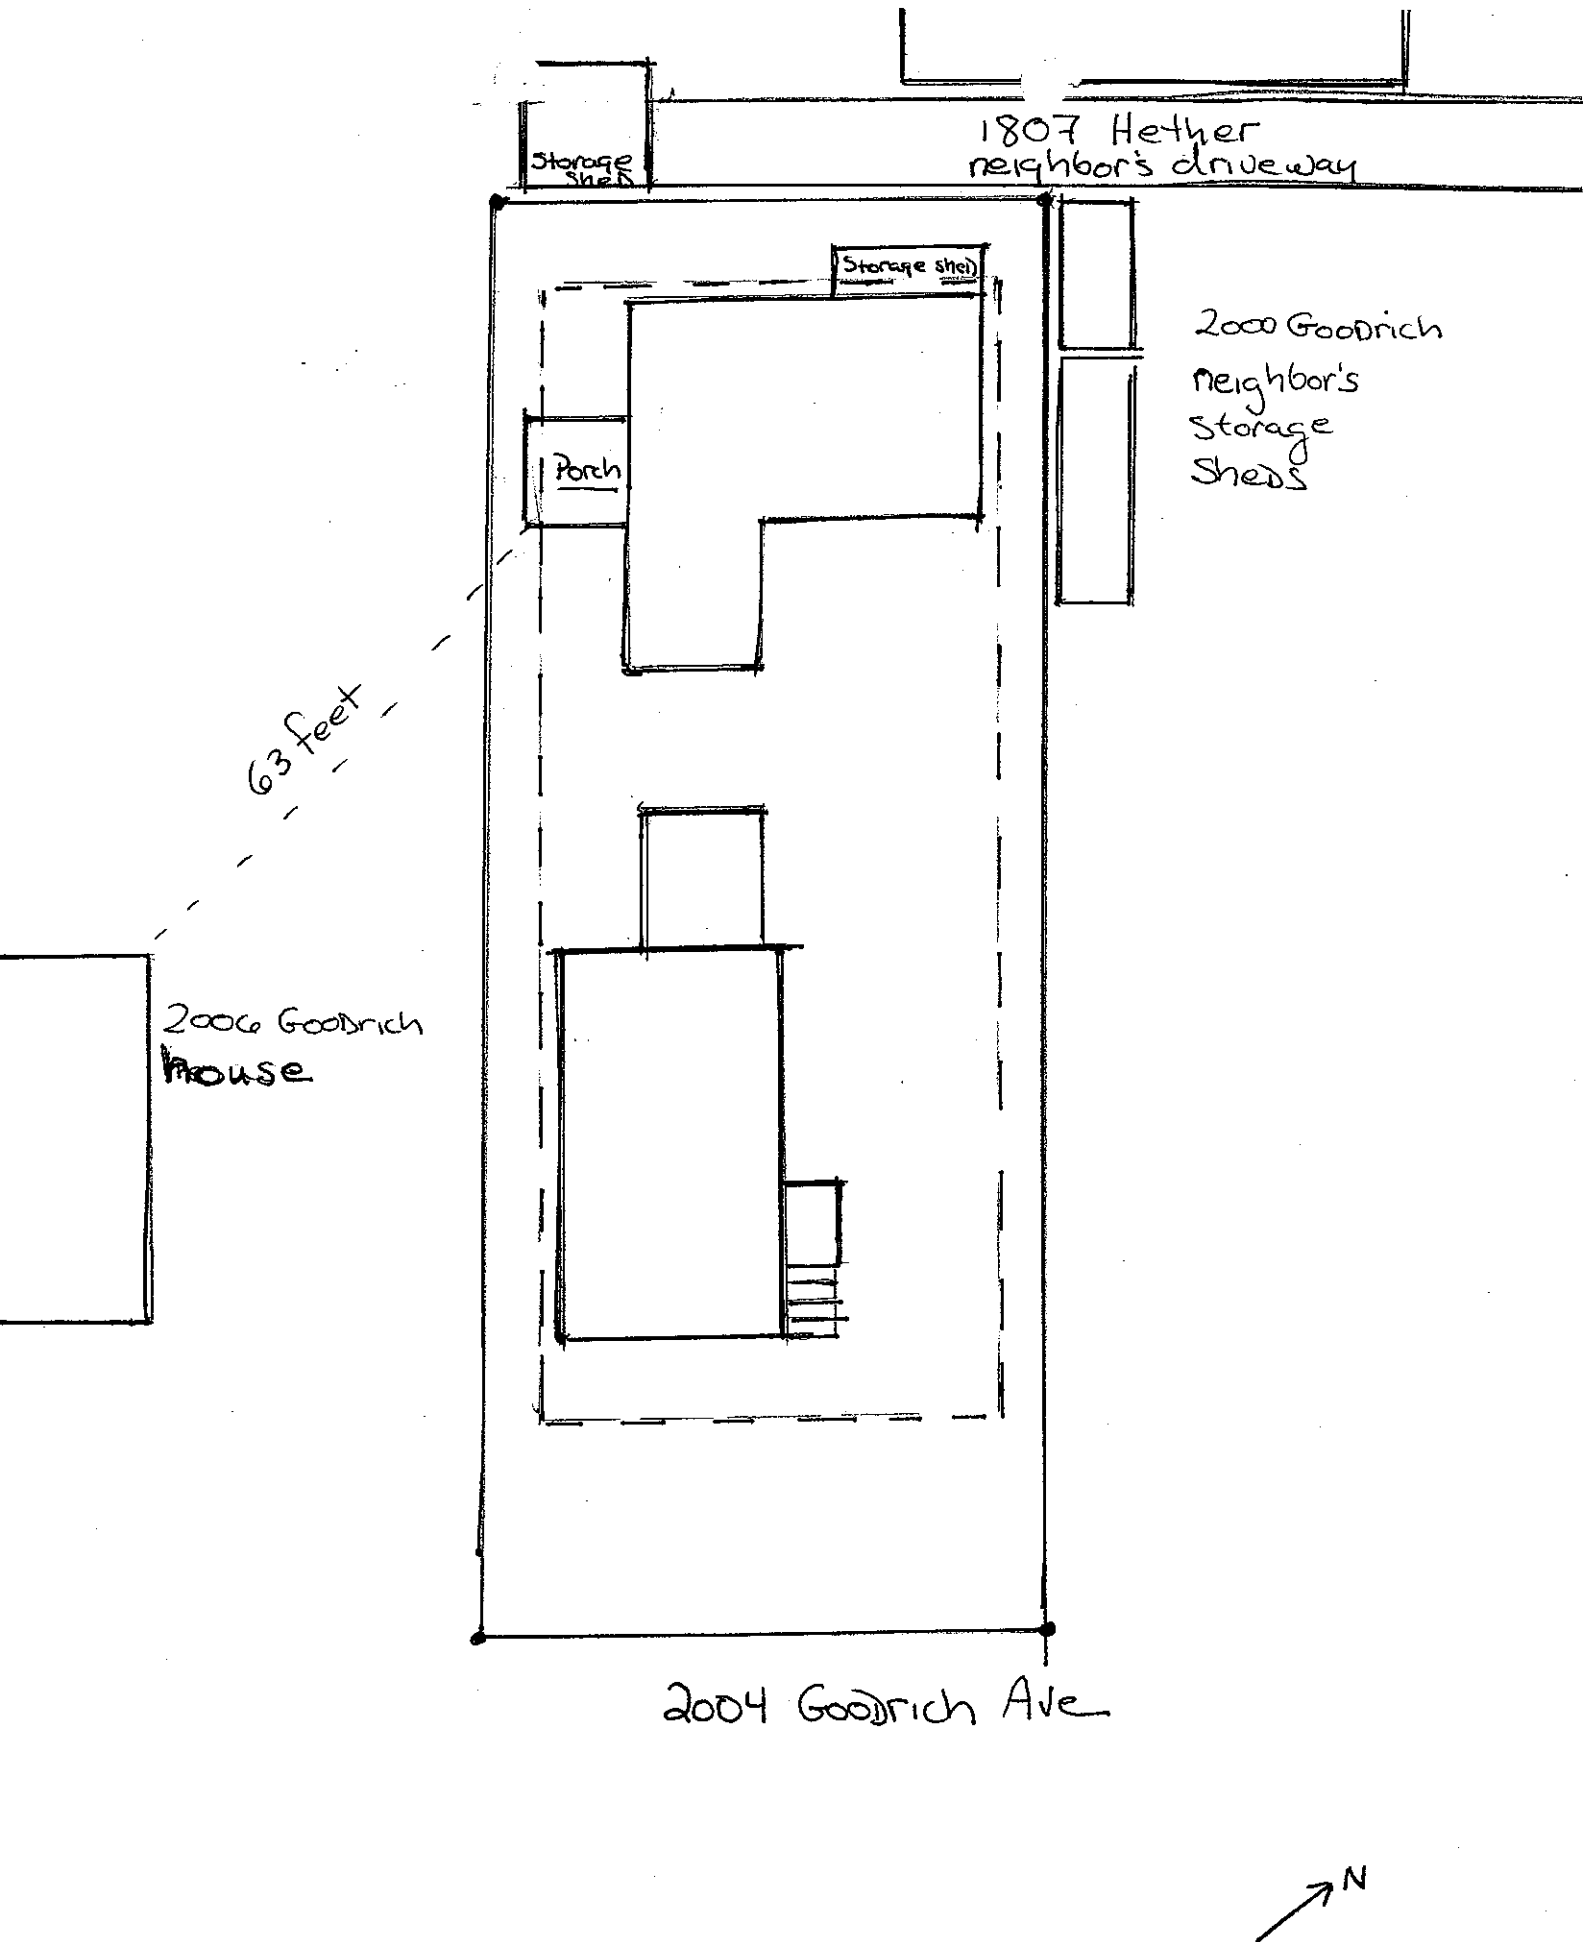 1807 Hether
neighbor's driveway
Storage
Shed
Storage shed
2000 Goodrich
neighbor's
Storage
Sheds
Porch
63 feet
2006 Goodrich
house
2004 Goodrich Ave
N